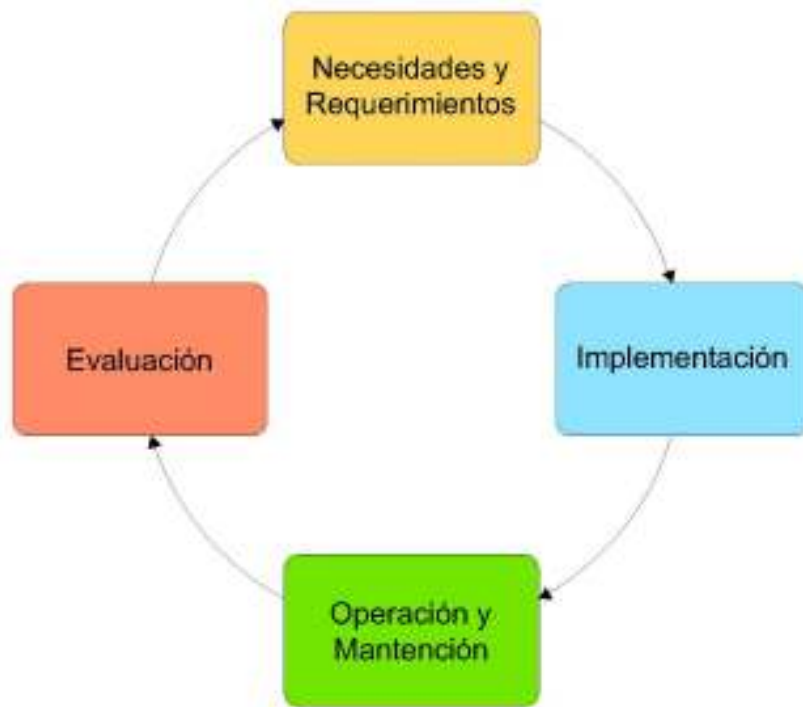 Necesidades y
Requerimientos
Evaluación
Implementación
Operación y
Mantención